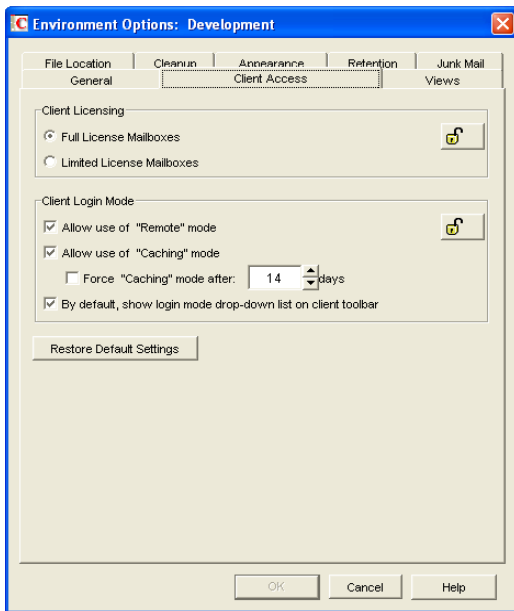 Environment Options: Development
File Location Cleanup Appearance Retention Junk Mail
General Client Access Views
Client Licensing
Full License Mailboxes
Limited License Mailboxes
Client Login Mode
Allow use of "Remote" mode
Allow use of "Caching" mode
Force "Caching" mode after: 14 days
By default, show login mode drop-down list on client toolbar
Restore Default Settings
OK Cancel Help